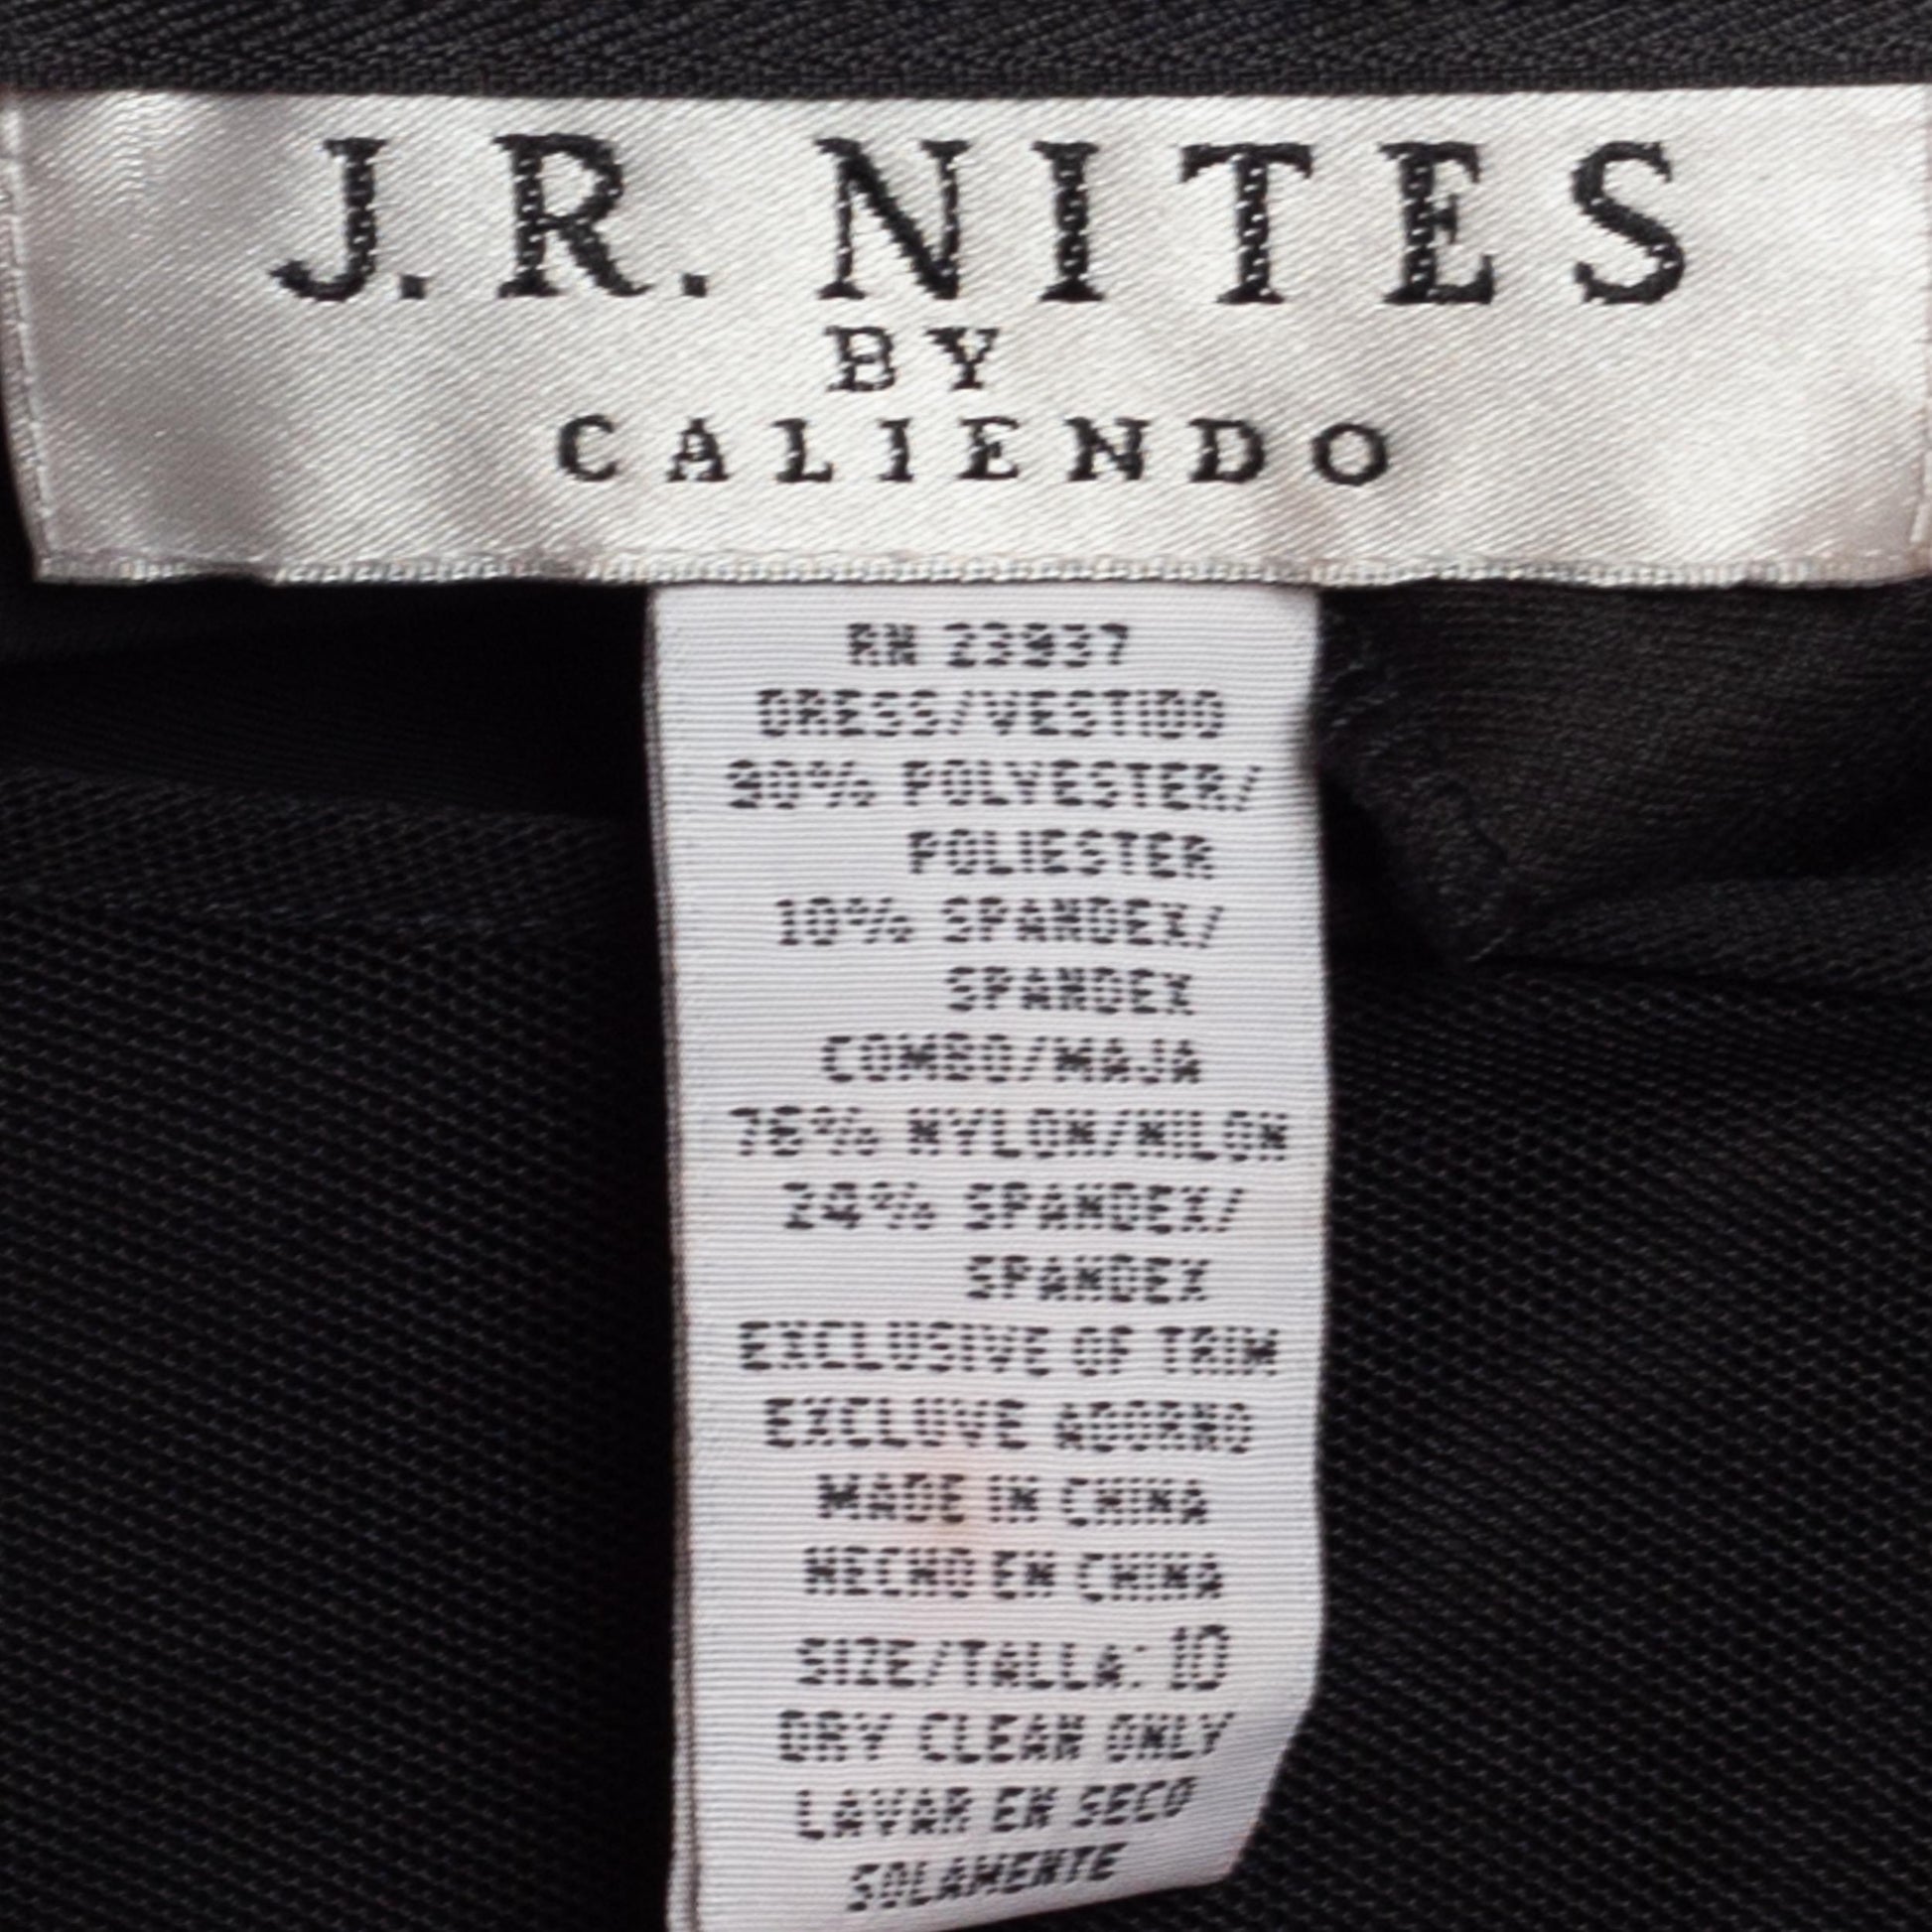 J.R. NITES
BY
CALIENDO
RN 23937
DRESS/VESTIDO
90% POLYESTER/
POLIESTER
10% SPANDEX/
SPANDEX
COMBO/MAJA
76% NYLON/NILON
24% SPANDEX/
SPANDEX
EXCLUSIVE OF TRIM
EXCLUVE ADORNO
MADE IN CHINA
HECHO EN CHINA
SIZE/TALLA: 10
DRY CLEAN ONLY
LAVAR EN SECO
SOLAMENTE